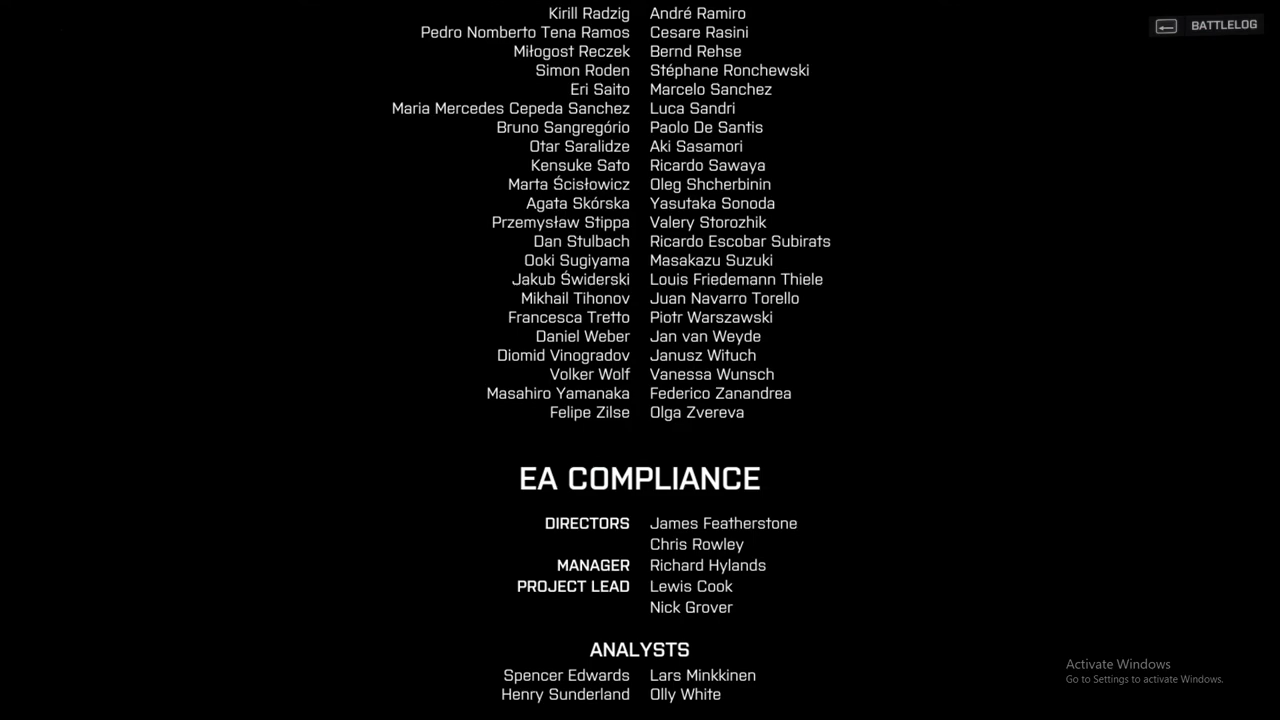 Kirill Radzig André Ramiro
BATTLELOG
Pedro Nomberto Tena Ramos Cesare Rasini
Miłogost Reczek Bernd Rehse
Simon Roden Stéphane Ronchewski
Eri Saito Marcelo Sanchez
Maria Mercedes Cepeda Sanchez Luca Sandri
Bruno Sangregório Paolo De Santis
Otar Saralidze Aki Sasamori
Kensuke Sato Ricardo Sawaya
Marta Ścisłowicz Oleg Shcherbinin
Agata Skórska Yasutaka Sonoda
Przemysław Stippa Valery Storozhik
Dan Stulbach Ricardo Escobar Subirats
Ooki Sugiyama Masakazu Suzuki
Jakub Świderski Louis Friedemann Thiele
Mikhail Tihonov Juan Navarro Torello
Francesca Tretto Piotr Warszawski
Daniel Weber Jan van Weyde
Diomid Vinogradov Janusz Wituch
Volker Wolf Vanessa Wunsch
Masahiro Yamanaka Federico Zanandrea
Felipe Zilse Olga Zvereva
EA COMPLIANCE
DIRECTORS James Featherstone
Chris Rowley
MANAGER Richard Hylands
PROJECT LEAD Lewis Cook
Nick Grover
ANALYSTS
Spencer Edwards Lars Minkkinen
Henry Sunderland Olly White
Activate Windows
Go to Settings to activate Windows.